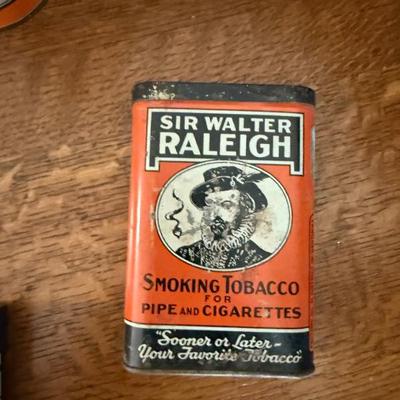 SIR WALTER
RALEIGH
SMOKING TOBACCO
FOR
PIPE AND CIGARETTES
"Sooner or Later-
Your Favorite Tobacco"